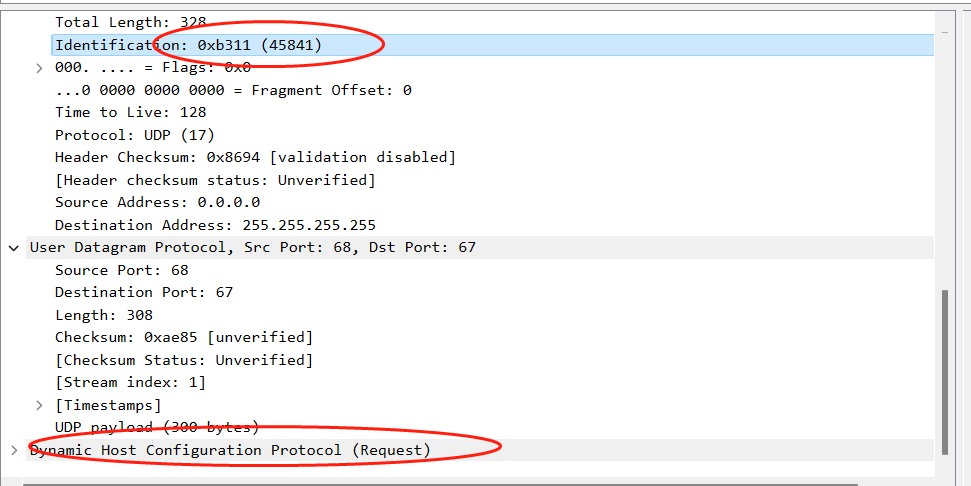 Total Length: 328
Identification: 0xb311 (45841)
000. .... = Flags: 0x0
...0 0000 0000 0000 = Fragment Offset: 0
Time to Live: 128
Protocol: UDP (17)
Header Checksum: 0x8694 [validation disabled]
[Header checksum status: Unverified]
Source Address: 0.0.0.0
Destination Address: 255.255.255.255
User Datagram Protocol, Src Port: 68, Dst Port: 67
Source Port: 68
Destination Port: 67
Length: 308
Checksum: 0xae85 [unverified]
[Checksum Status: Unverified]
[Stream index: 1]
[Timestamps]
UDP payload (300 bytes)
Dynamic Host Configuration Protocol (Request)